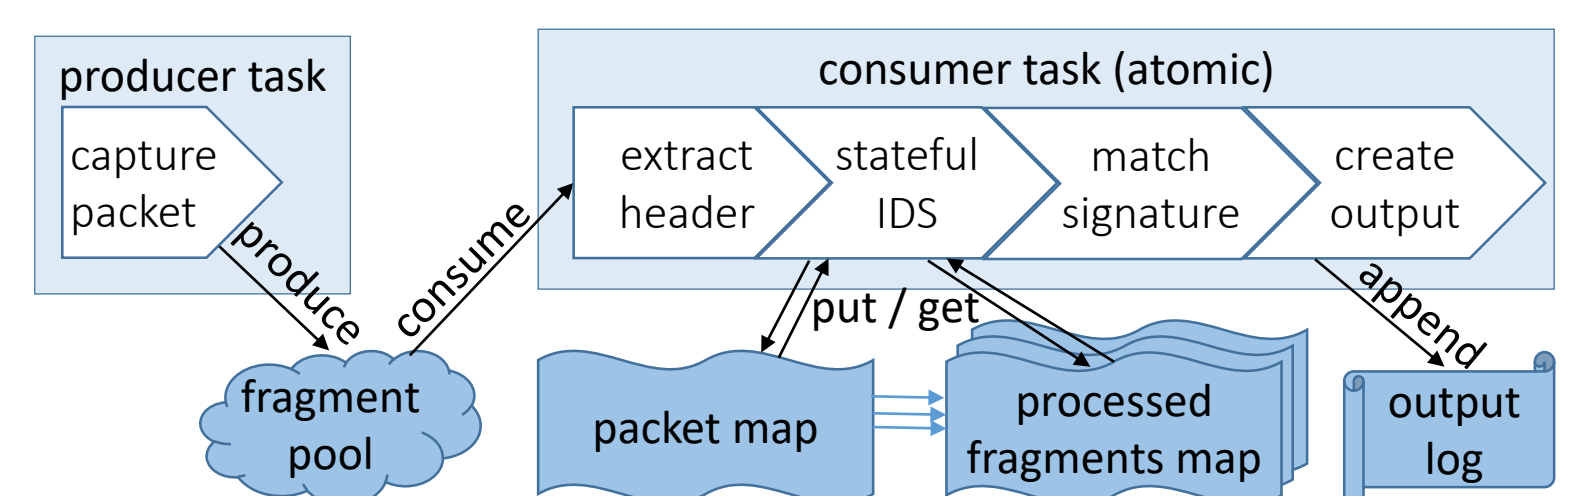 producer task
capture
packet
produce
consume
consumer task (atomic)
extract
header
stateful
IDS
match
signature
create
output
put / get
append
fragment
pool
packet map
processed
fragments map
output
log